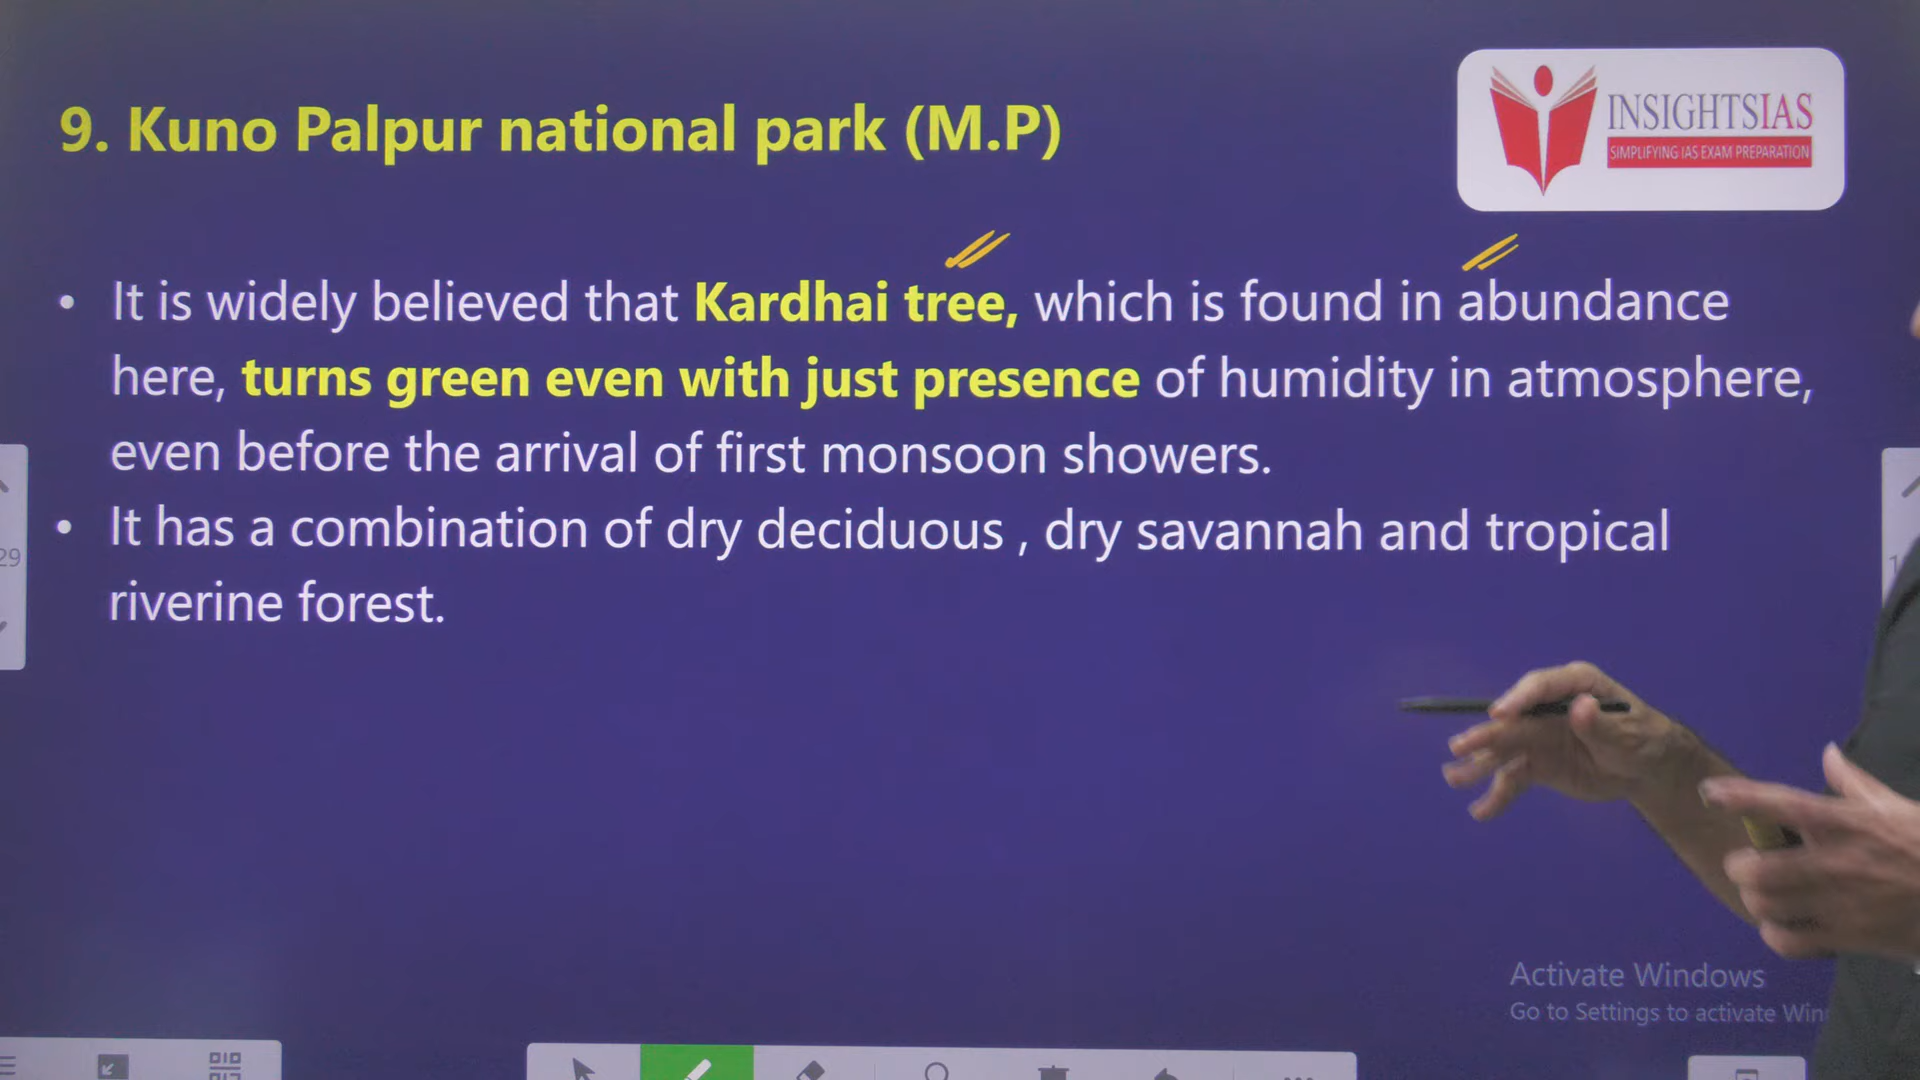 9. Kuno Palpur national park (M.P)
INSIGHTSIAS
SIMPLIFYING IAS EXAM PREPARATION
• It is widely believed that Kardhai tree, which is found in abundance
here, turns green even with just presence of humidity in atmosphere,
even before the arrival of first monsoon showers.
• It has a combination of dry deciduous , dry savannah and tropical
riverine forest.
29
Activate Windows
Go to Settings to activate